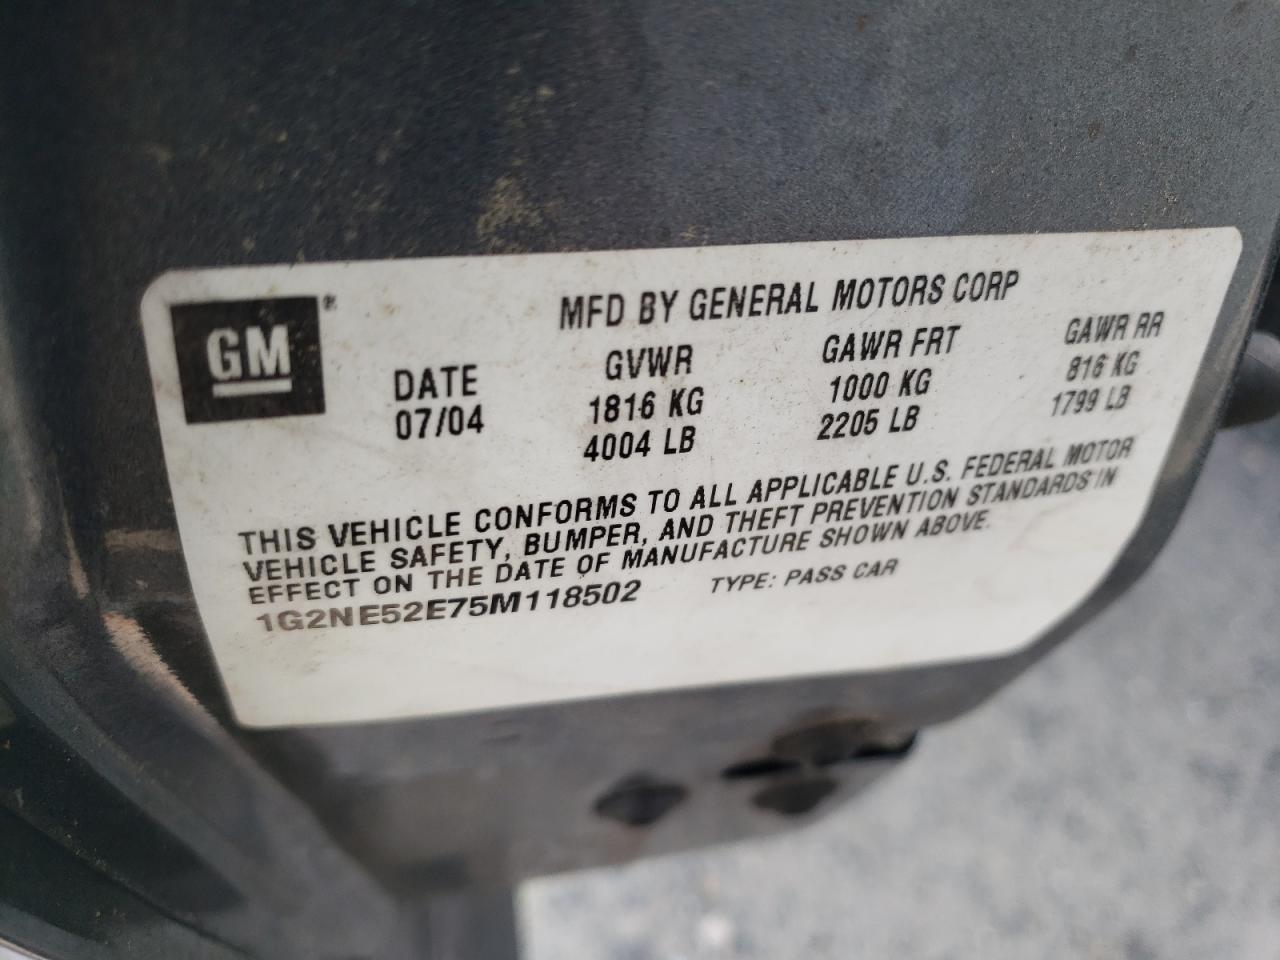 GM ®
MFD BY GENERAL MOTORS CORP
DATE GVWR GAWR FRT GAWR RR
07/04 1816 KG 1000 KG 816 KG
4004 LB 2205 LB 1799 LB
THIS VEHICLE CONFORMS TO ALL APPLICABLE U.S. FEDERAL MOTOR
VEHICLE SAFETY, BUMPER, AND THEFT PREVENTION STANDARDS IN
EFFECT ON THE DATE OF MANUFACTURE SHOWN ABOVE.
1G2NE52E75M118502 TYPE: PASS CAR